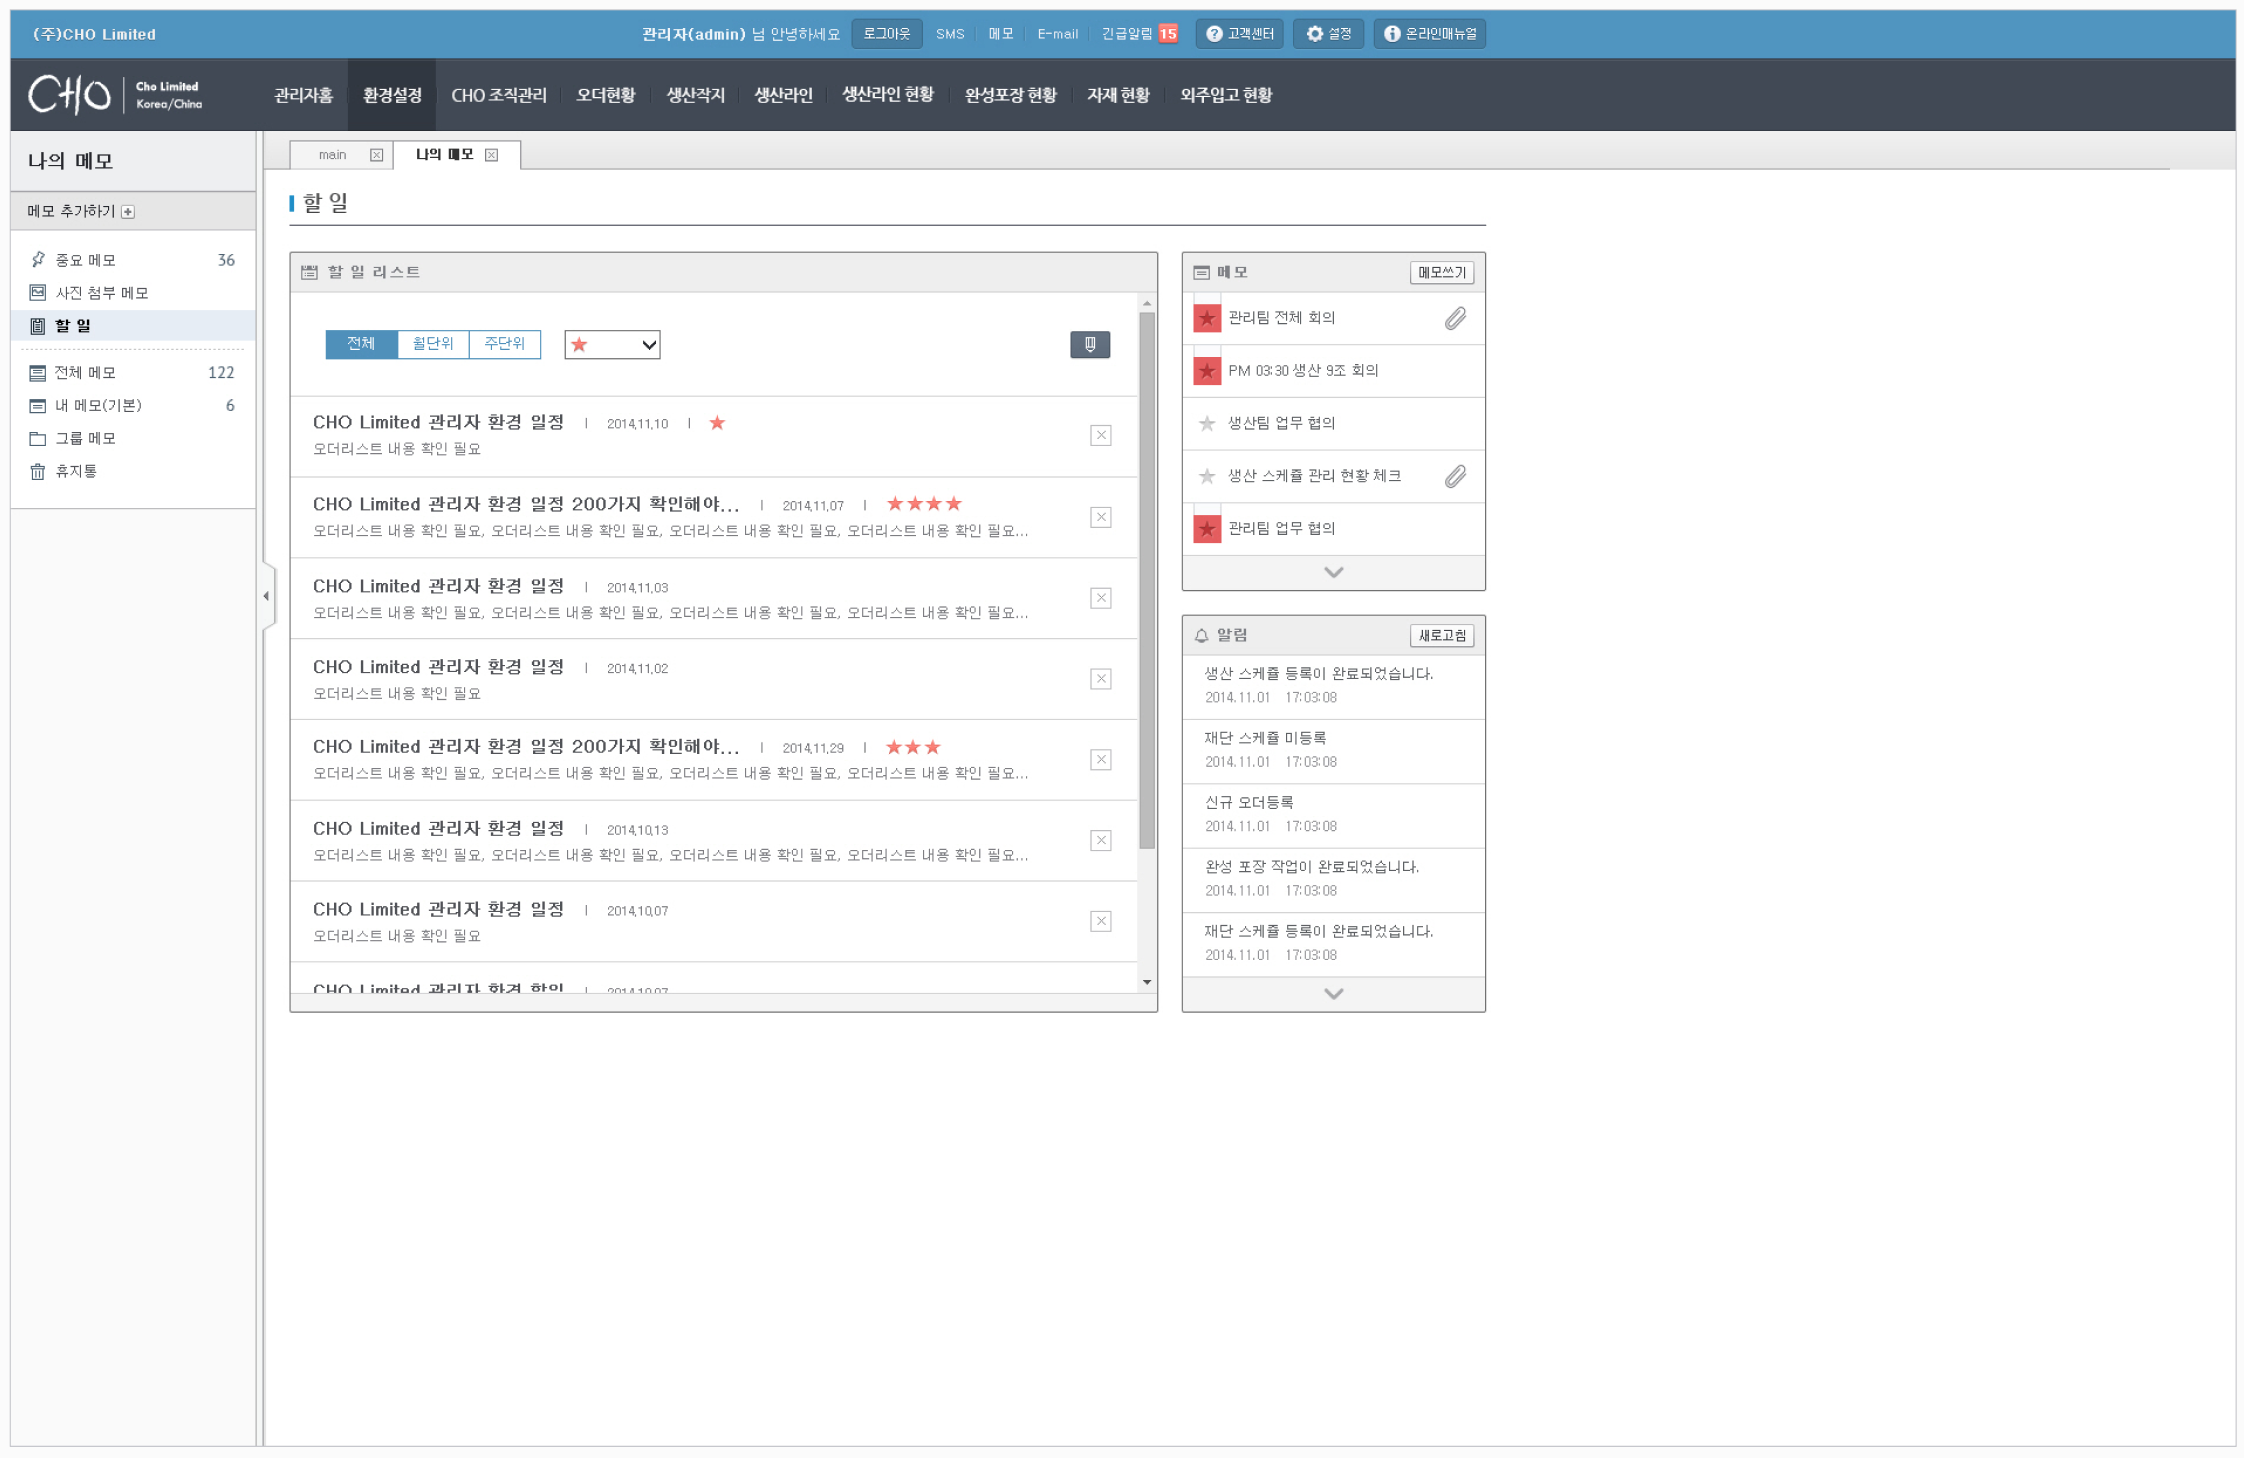 (주)CHO Limited
관리자(admin) 님 안녕하세요 로그아웃 SMS 메모 E-mail 긴급알림 15 고객센터 설정 온라인매뉴얼
CHO Cho Limited
Korea/China
관리자홈 환경설정 CHO 조직관리 오더현황 생산작지 생산라인 생산라인 현황 완성포장 현황 자재 현황 외주입고 현황
나의 메모
메모 추가하기
중요 메모 36
사진 첨부 메모
할 일
전체 메모 122
내 메모(기본) 6
그룹 메모
휴지통
main 나의 메모
할 일
할 일 리스트
전체 월단위 주단위
CHO Limited 관리자 환경 일정 2014.11.10
오더리스트 내용 확인 필요
CHO Limited 관리자 환경 일정 200가지 확인해야... 2014.11.07
오더리스트 내용 확인 필요, 오더리스트 내용 확인 필요, 오더리스트 내용 확인 필요, 오더리스트 내용 확인 필요...
CHO Limited 관리자 환경 일정 2014.11.03
오더리스트 내용 확인 필요, 오더리스트 내용 확인 필요, 오더리스트 내용 확인 필요, 오더리스트 내용 확인 필요...
CHO Limited 관리자 환경 일정 2014.11.02
오더리스트 내용 확인 필요
CHO Limited 관리자 환경 일정 200가지 확인해야... 2014.11.29
오더리스트 내용 확인 필요, 오더리스트 내용 확인 필요, 오더리스트 내용 확인 필요, 오더리스트 내용 확인 필요...
CHO Limited 관리자 환경 일정 2014.10.13
오더리스트 내용 확인 필요, 오더리스트 내용 확인 필요, 오더리스트 내용 확인 필요, 오더리스트 내용 확인 필요...
CHO Limited 관리자 환경 일정 2014.10.07
오더리스트 내용 확인 필요
CHO Limited 관리자 환경 할일 2014.10.07
메모 메모쓰기
관리팀 전체 회의
PM 03:30 생산 9조 회의
생산팀 업무 협의
생산 스케쥴 관리 현황 체크
관리팀 업무 협의
알림 새로고침
생산 스케쥴 등록이 완료되었습니다.
2014.11.01 17:03:08
재단 스케쥴 미등록
2014.11.01 17:03:08
신규 오더등록
2014.11.01 17:03:08
완성 포장 작업이 완료되었습니다.
2014.11.01 17:03:08
재단 스케쥴 등록이 완료되었습니다.
2014.11.01 17:03:08